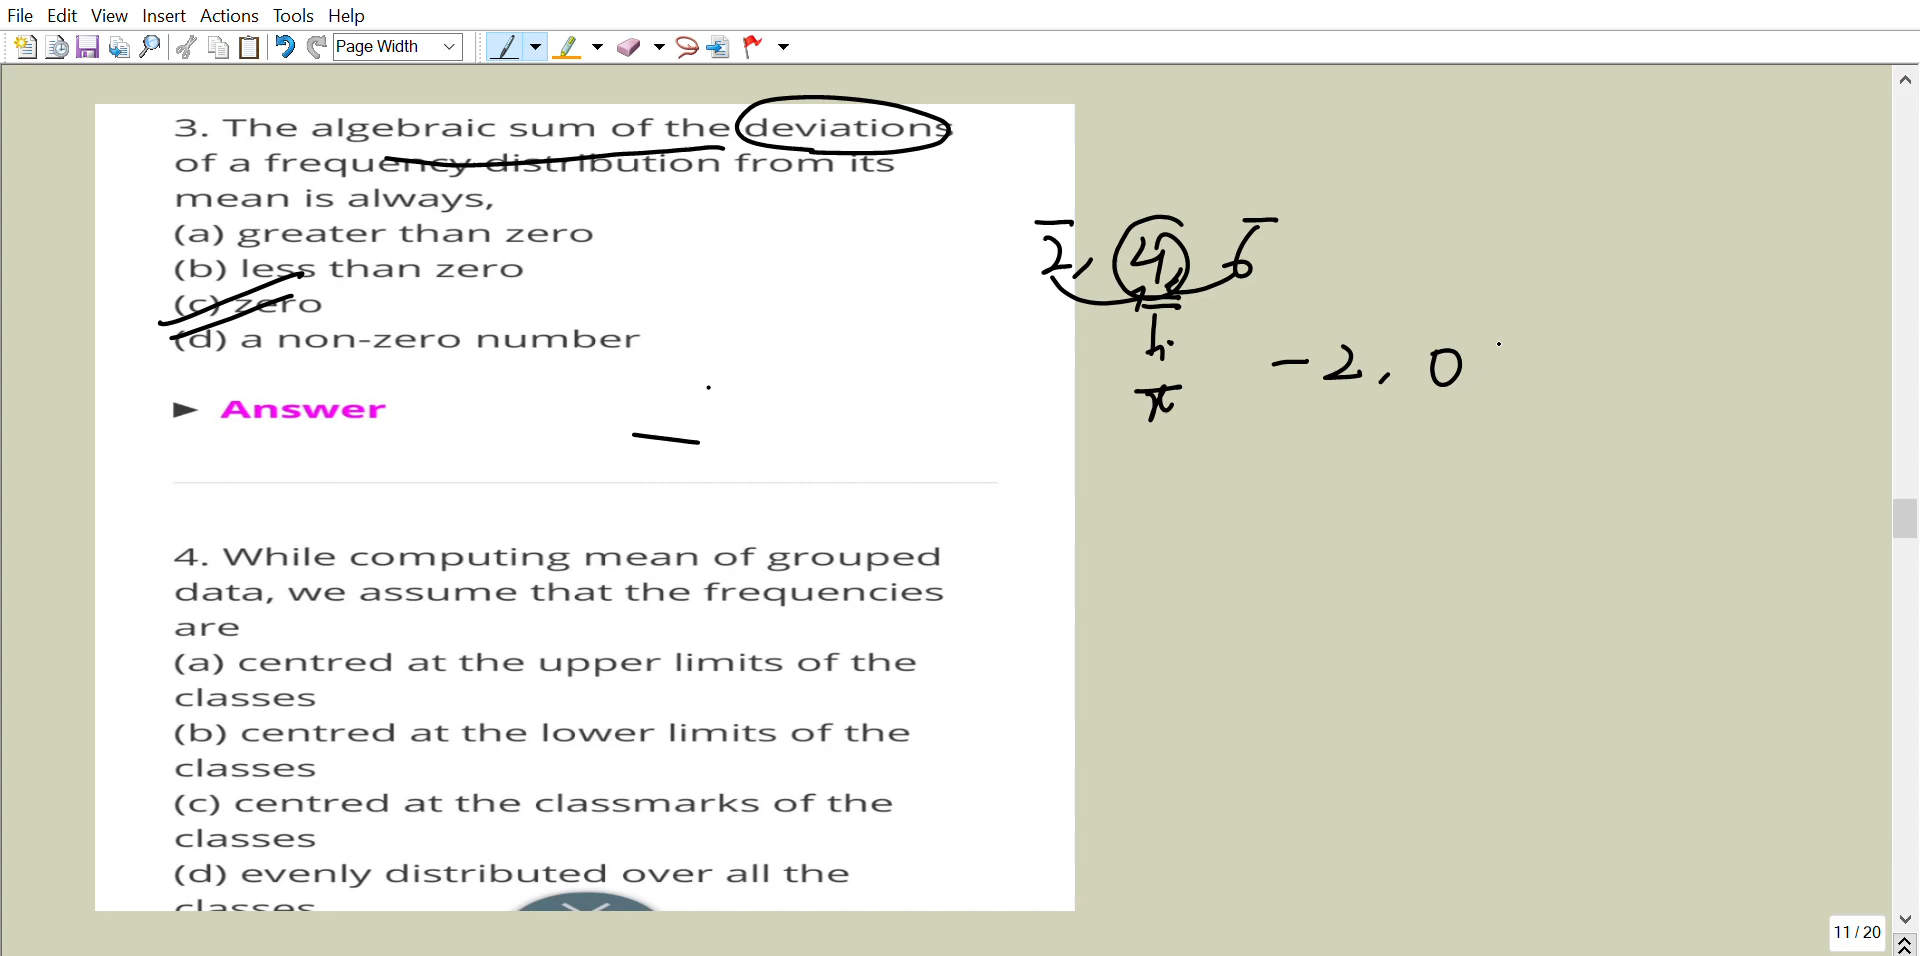 File Edit View Insert Actions Tools Help
Page Width
3. The algebraic sum of the deviations
of a frequency distribution from its
mean is always,
(a) greater than zero
(b) less than zero
(c) zero
(d) a non-zero number
► Answer
2, 4, 6
x̄
-2, 0
4. While computing mean of grouped
data, we assume that the frequencies
are
(a) centred at the upper limits of the
classes
(b) centred at the lower limits of the
classes
(c) centred at the classmarks of the
classes
(d) evenly distributed over all the
classes
11 / 20